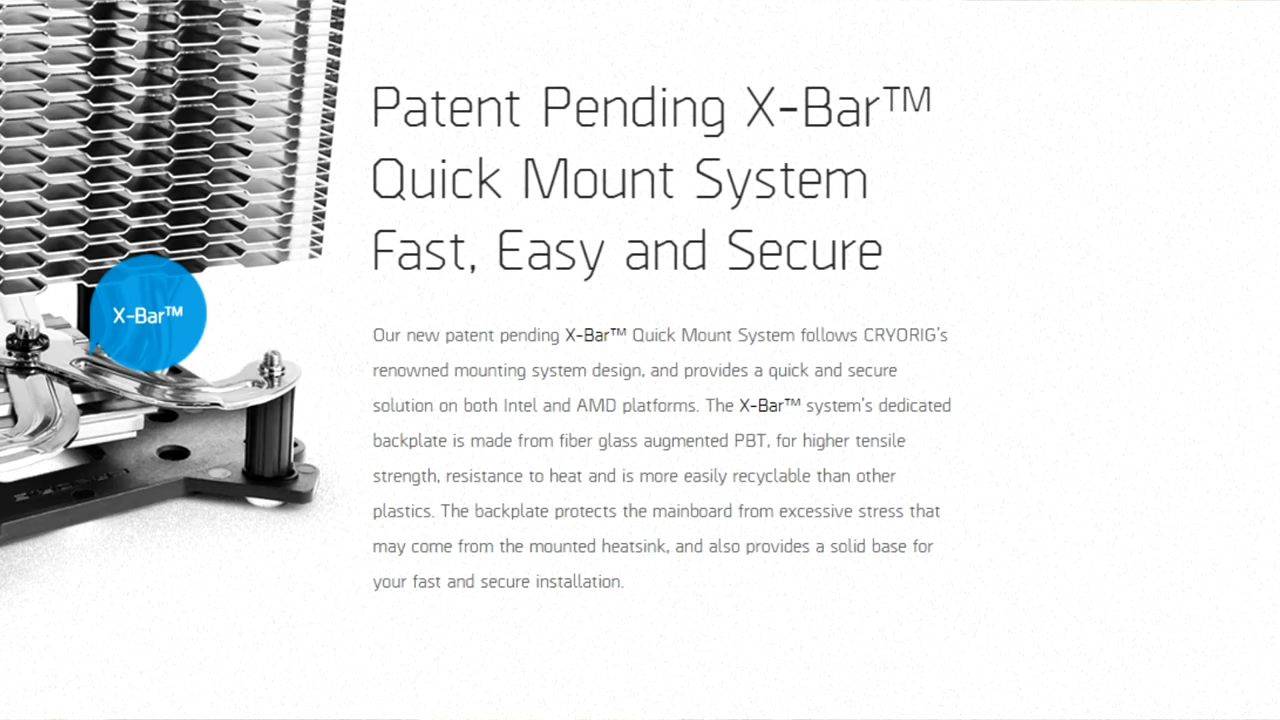 Patent Pending X-Bar™
Quick Mount System
Fast, Easy and Secure
X-Bar™
Our new patent pending X-Bar™ Quick Mount System follows CRYORIG's
renowned mounting system design, and provides a quick and secure
solution on both Intel and AMD platforms. The X-Bar™ system's dedicated
backplate is made from fiber glass augmented PBT, for higher tensile
strength, resistance to heat and is more easily recyclable than other
plastics. The backplate protects the mainboard from excessive stress that
may come from the mounted heatsink, and also provides a solid base for
your fast and secure installation.